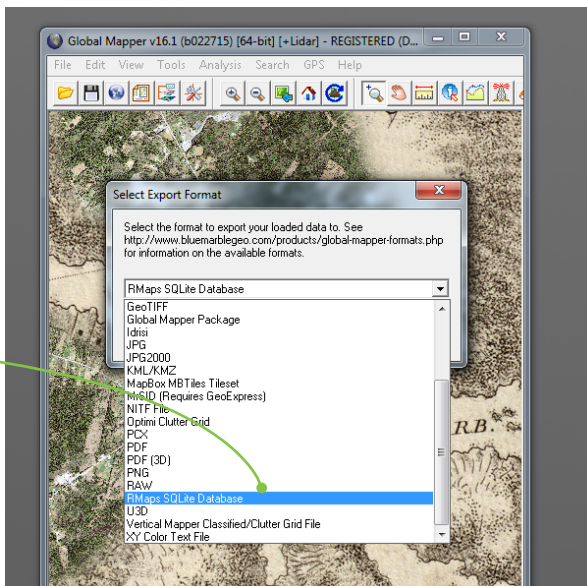 Global Mapper v16.1 (b022715) [64-bit] [+Lidar] - REGISTERED (D...
File Edit View Tools Analysis Search GPS Help
Select Export Format
Select the format to export your loaded data to. See
http://www.bluemarblegeo.com/products/global-mapper-formats.php
for information on the available formats.
RMaps SQLite Database
GeoTIFF
Global Mapper Package
Idrisi
JPG
JPG2000
KML/KMZ
MapBox MBTiles Tileset
MrSID (Requires GeoExpress)
NITF File
Optimi Clutter Grid
PCX
PDF
PDF (3D)
PNG
RAW
RMaps SQLite Database
U3D
Vertical Mapper Classified/Clutter Grid File
XY Color Text File
RB.